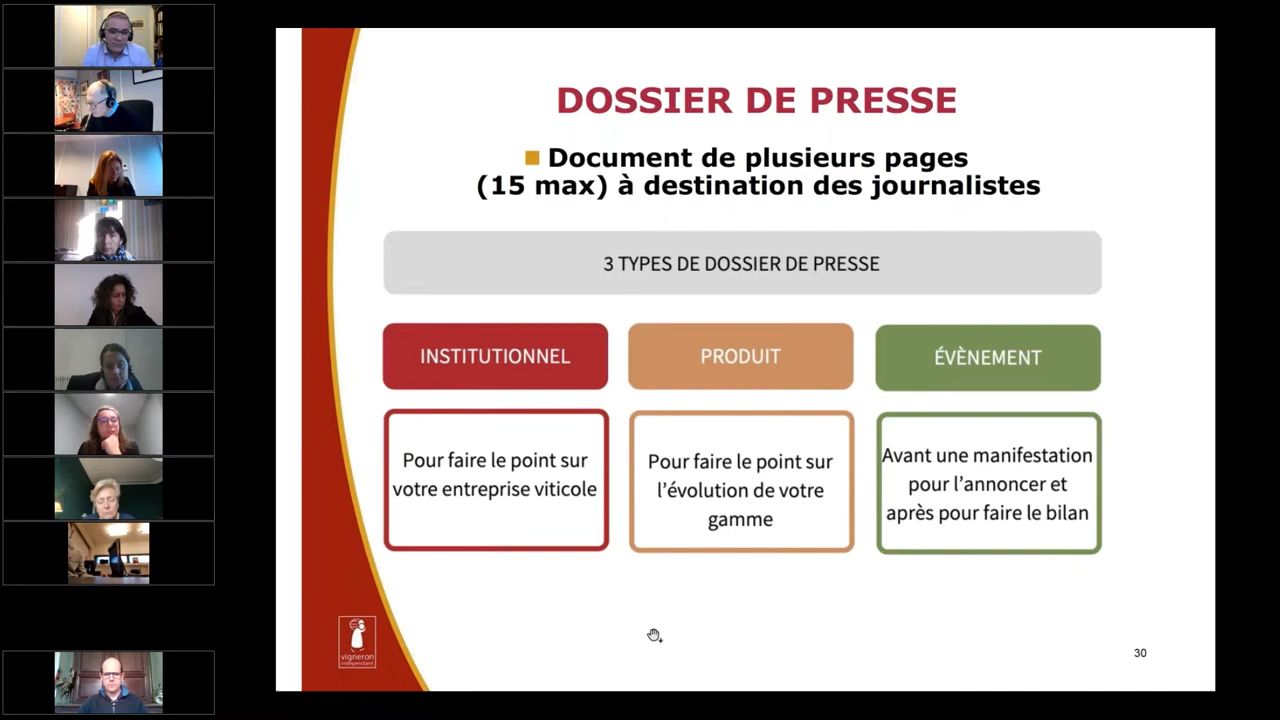 DOSSIER DE PRESSE
Document de plusieurs pages
(15 max) à destination des journalistes
3 TYPES DE DOSSIER DE PRESSE
INSTITUTIONNEL
PRODUIT
ÉVÈNEMENT
Pour faire le point sur
votre entreprise viticole
Pour faire le point sur
l'évolution de votre
gamme
Avant une manifestation
pour l'annoncer et
après pour faire le bilan
vigneron
indépendant
30